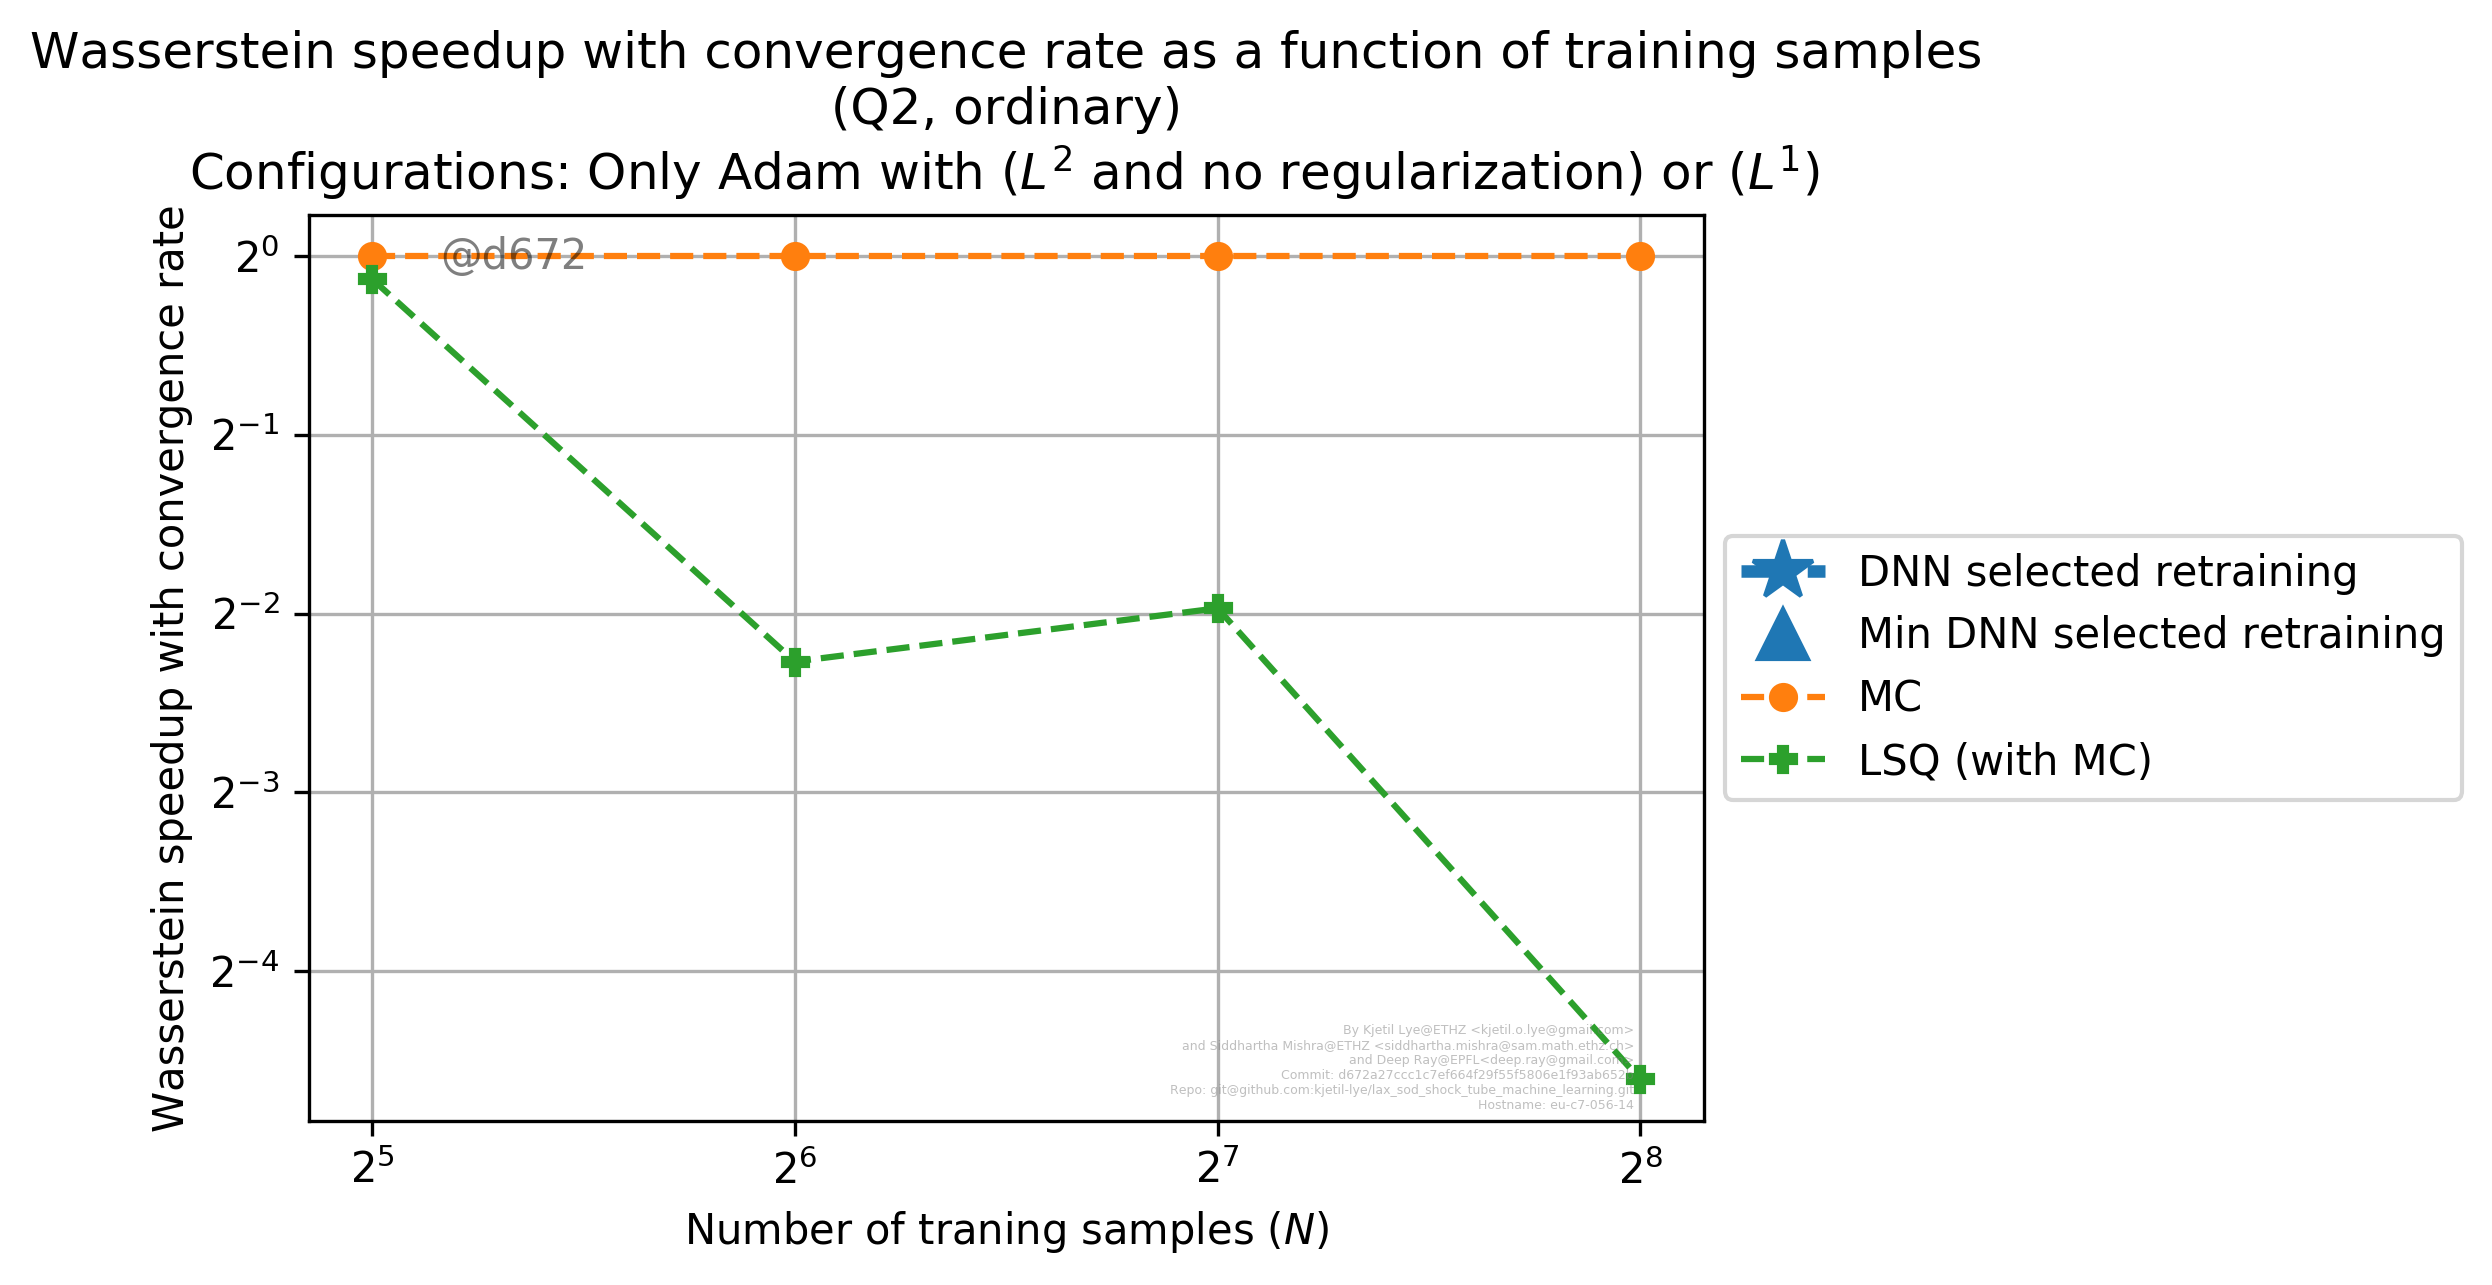 Wasserstein speedup with convergence rate as a function of training samples
(Q2, ordinary)
Configurations: Only Adam with (L² and no regularization) or (L¹)
Wasserstein speedup with convergence rate
2⁰
2⁻¹
2⁻²
2⁻³
2⁻⁴
@d672
DNN selected retraining
Min DNN selected retraining
MC
LSQ (with MC)
By Kjetil Lye@ETHZ <kjetil.o.lye@gmail.com>
and Siddhartha Mishra@ETHZ <siddhartha.mishra@sam.math.ethz.ch>
and Deep Ray@EPFL<deep.ray@gmail.com>
Commit:
Repo: git@github.com:kjetil-lye/lax_sod_shock_tube_machine_learning.git
Hostname: eu-c7-056-14
2⁵
2⁶
2⁷
2⁸
Number of traning samples (N)